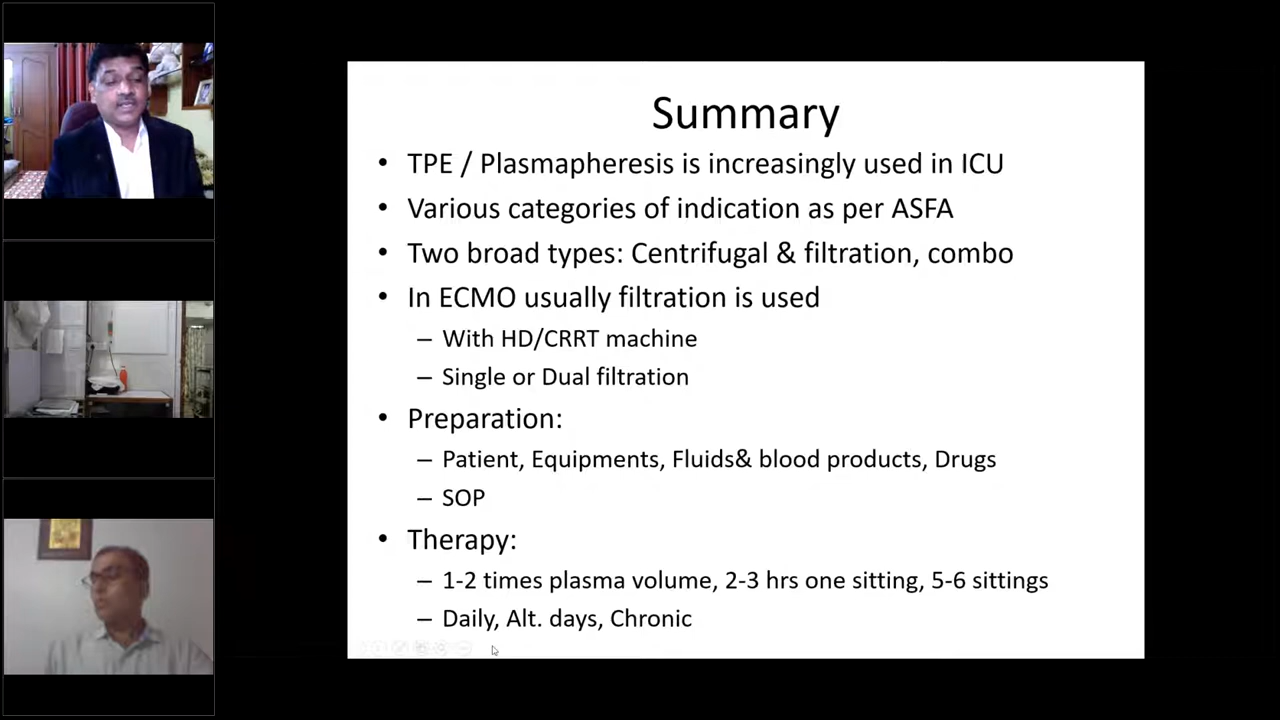 Summary
• TPE / Plasmapheresis is increasingly used in ICU
• Various categories of indication as per ASFA
• Two broad types: Centrifugal & filtration, combo
• In ECMO usually filtration is used
– With HD/CRRT machine
– Single or Dual filtration
• Preparation:
– Patient, Equipments, Fluids& blood products, Drugs
– SOP
• Therapy:
– 1-2 times plasma volume, 2-3 hrs one sitting, 5-6 sittings
– Daily, Alt. days, Chronic